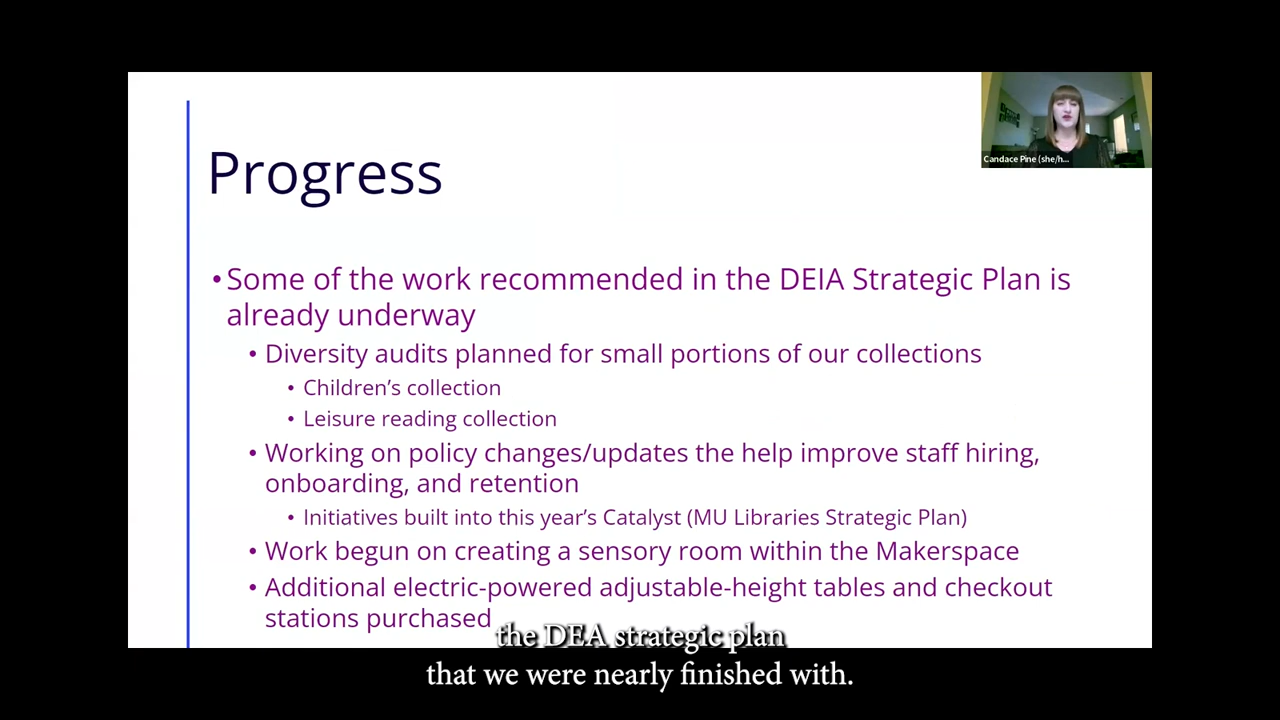 Candace Pine (she/h...
Progress
• Some of the work recommended in the DEIA Strategic Plan is
already underway
• Diversity audits planned for small portions of our collections
• Children's collection
• Leisure reading collection
• Working on policy changes/updates the help improve staff hiring,
onboarding, and retention
• Initiatives built into this year's Catalyst (MU Libraries Strategic Plan)
• Work begun on creating a sensory room within the Makerspace
• Additional electric-powered adjustable-height tables and checkout
stations purchased
the DEA strategic plan
that we were nearly finished with.